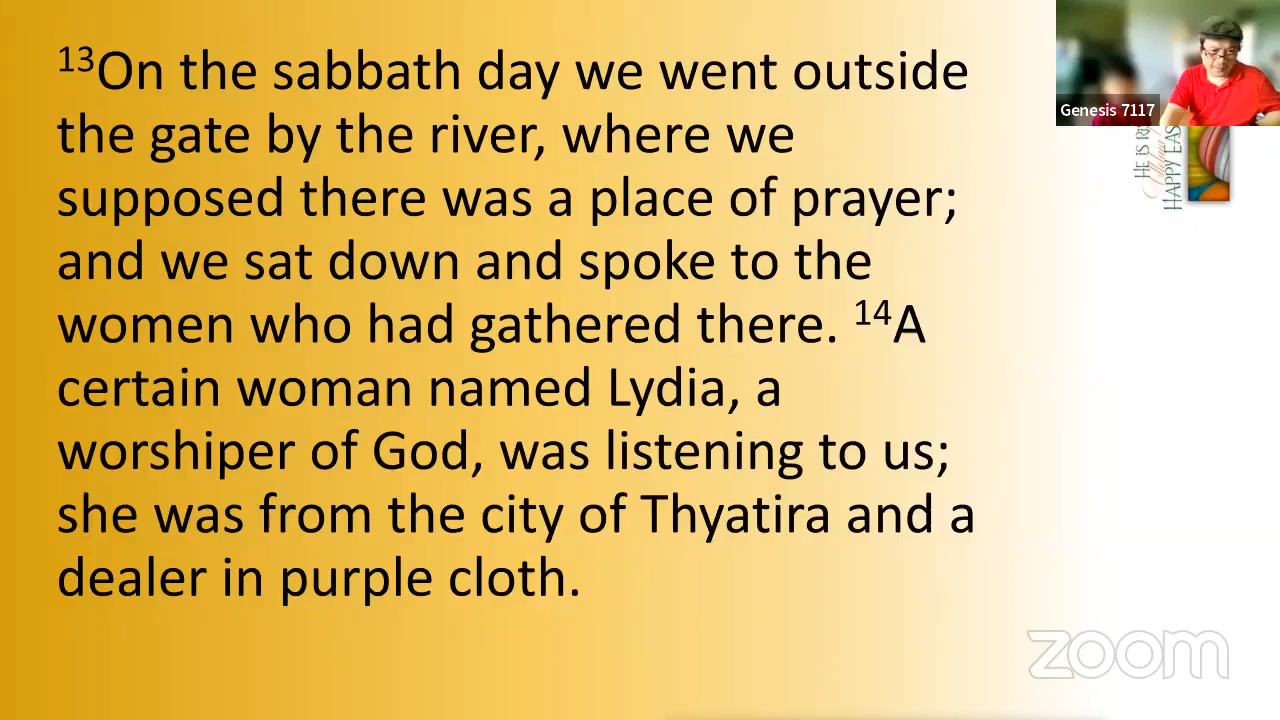 ¹³On the sabbath day we went outside
the gate by the river, where we
supposed there was a place of prayer;
and we sat down and spoke to the
women who had gathered there. ¹⁴A
certain woman named Lydia, a
worshiper of God, was listening to us;
she was from the city of Thyatira and a
dealer in purple cloth.
Genesis 7117
HE IS
HAPPY
zoom